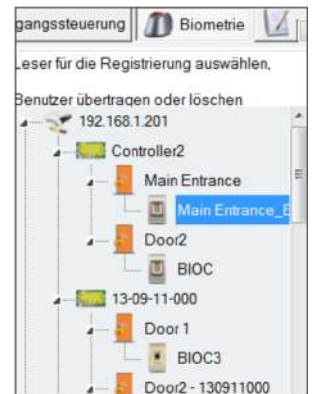 gangssteuerung Biometrie
Leser für die Registrierung auswählen,
Benutzer übertragen oder löschen
192.168.1.201
Controller2
Main Entrance
Main Entrance_
Door2
BIOC
13-09-11-000
Door 1
BIOC3
Door2 - 130911000